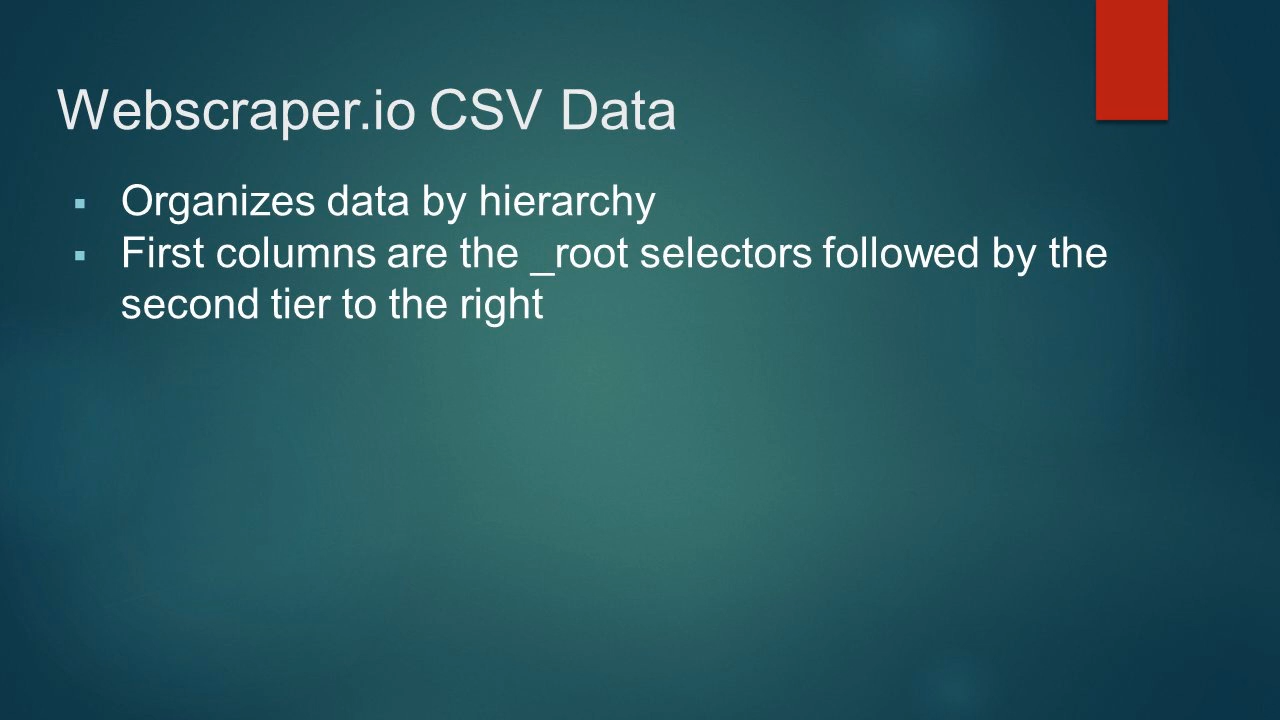 Webscraper.io CSV Data
Organizes data by hierarchy
First columns are the _root selectors followed by the
second tier to the right